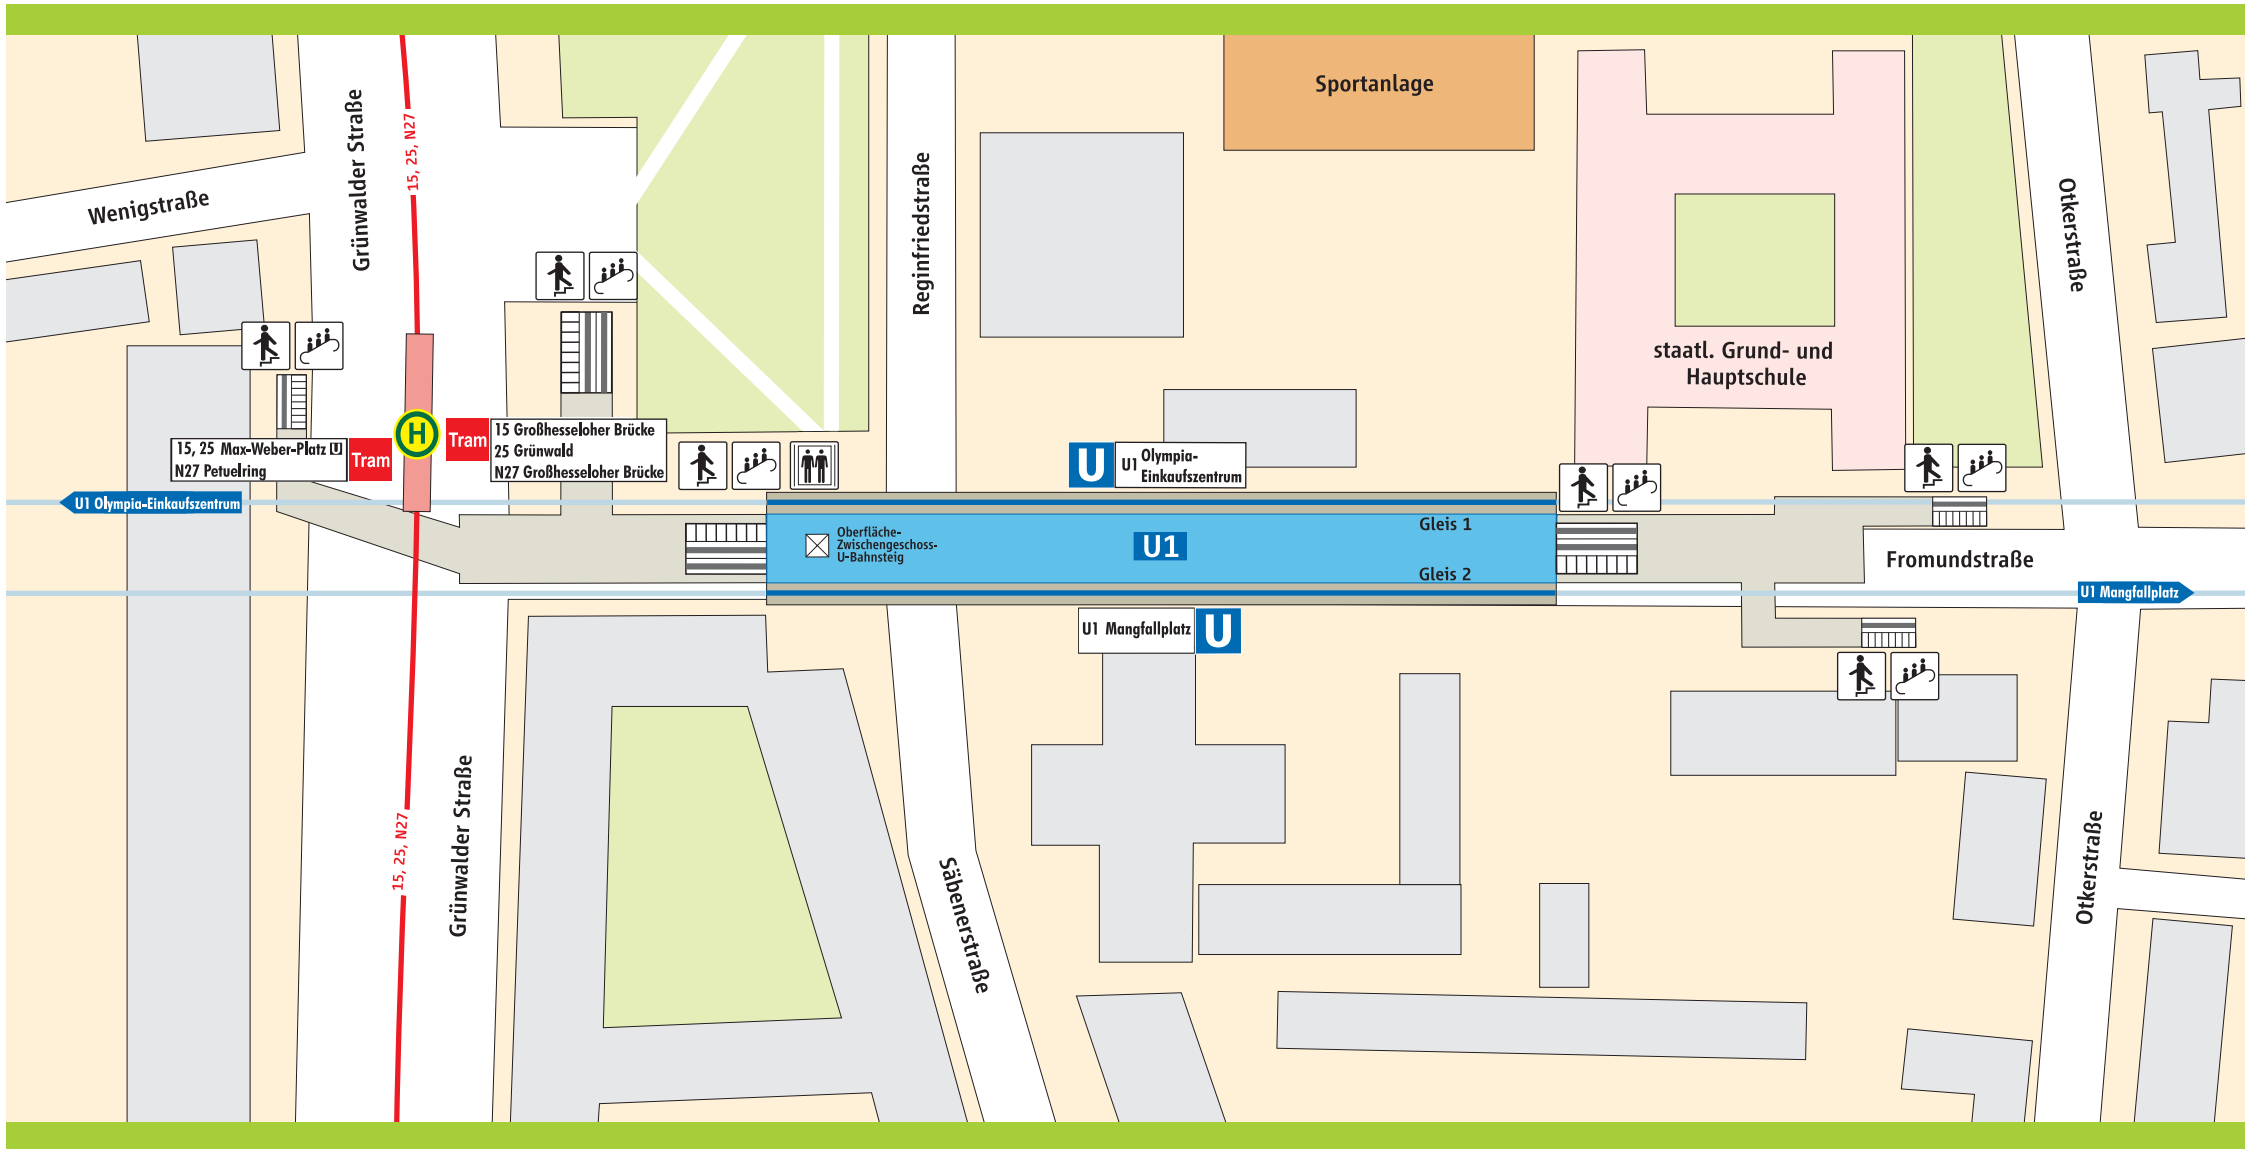 Sportanlage
Grünwalder Straße
15, 25, N27
Wenigstraße
Reginfriedstraße
Otkerstraße
staatl. Grund- und
Hauptschule
15, 25 Max-Weber-Platz U
N27 Petuelring
Tram
H
Tram
15 Großhesseloher Brücke
25 Grünwald
N27 Großhesseloher Brücke
U
U1 Olympia-
Einkaufszentrum
U1 Olympia-Einkaufszentrum
Oberfläche-
Zwischengeschoss-
U-Bahnsteig
U1
Gleis 1
Gleis 2
Fromundstraße
U1 Mangfallplatz
U1 Mangfallplatz
U
15, 25, N27
Grünwalder Straße
Säbenerstraße
Otkerstraße